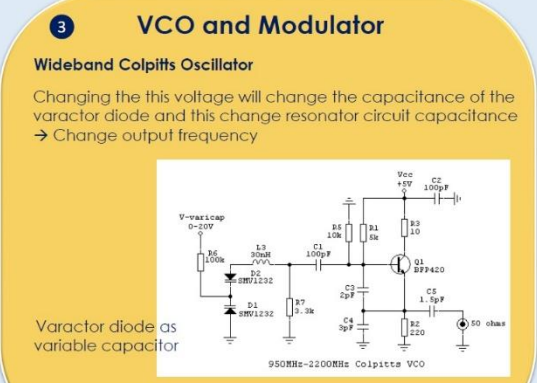 3 VCO and Modulator
Wideband Colpitts Oscillator
Changing the this voltage will change the capacitance of the
varactor diode and this change resonator circuit capacitance
→ Change output frequency
Vcc
+5V
C2
100pF
V-varicap
0-20V
R5
10k
R1
5k
R3
10
R6
100k
L3
30nH
C1
100pF
Q1
BFP420
D2
SMV1232
C3
2pF
C5
1.5pF
D1
SMV1232
R7
3.3k
C4
3pF
R2
220
50 ohms
Varactor diode as
variable capacitor
950MHz-2200MHz Colpitts VCO